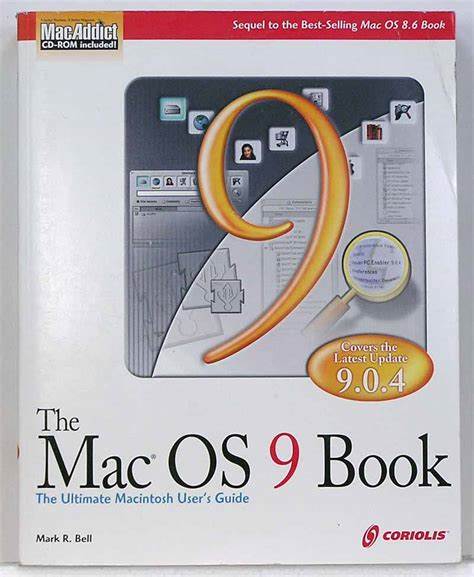 MacAddict
CD-ROM included!
Sequel to the Best-Selling Mac OS 8.6 Book
9
Covers the
Latest Update
9.0.4
The
Mac OS 9 Book
The Ultimate Macintosh User's Guide
Mark R. Bell
CORIOLIS